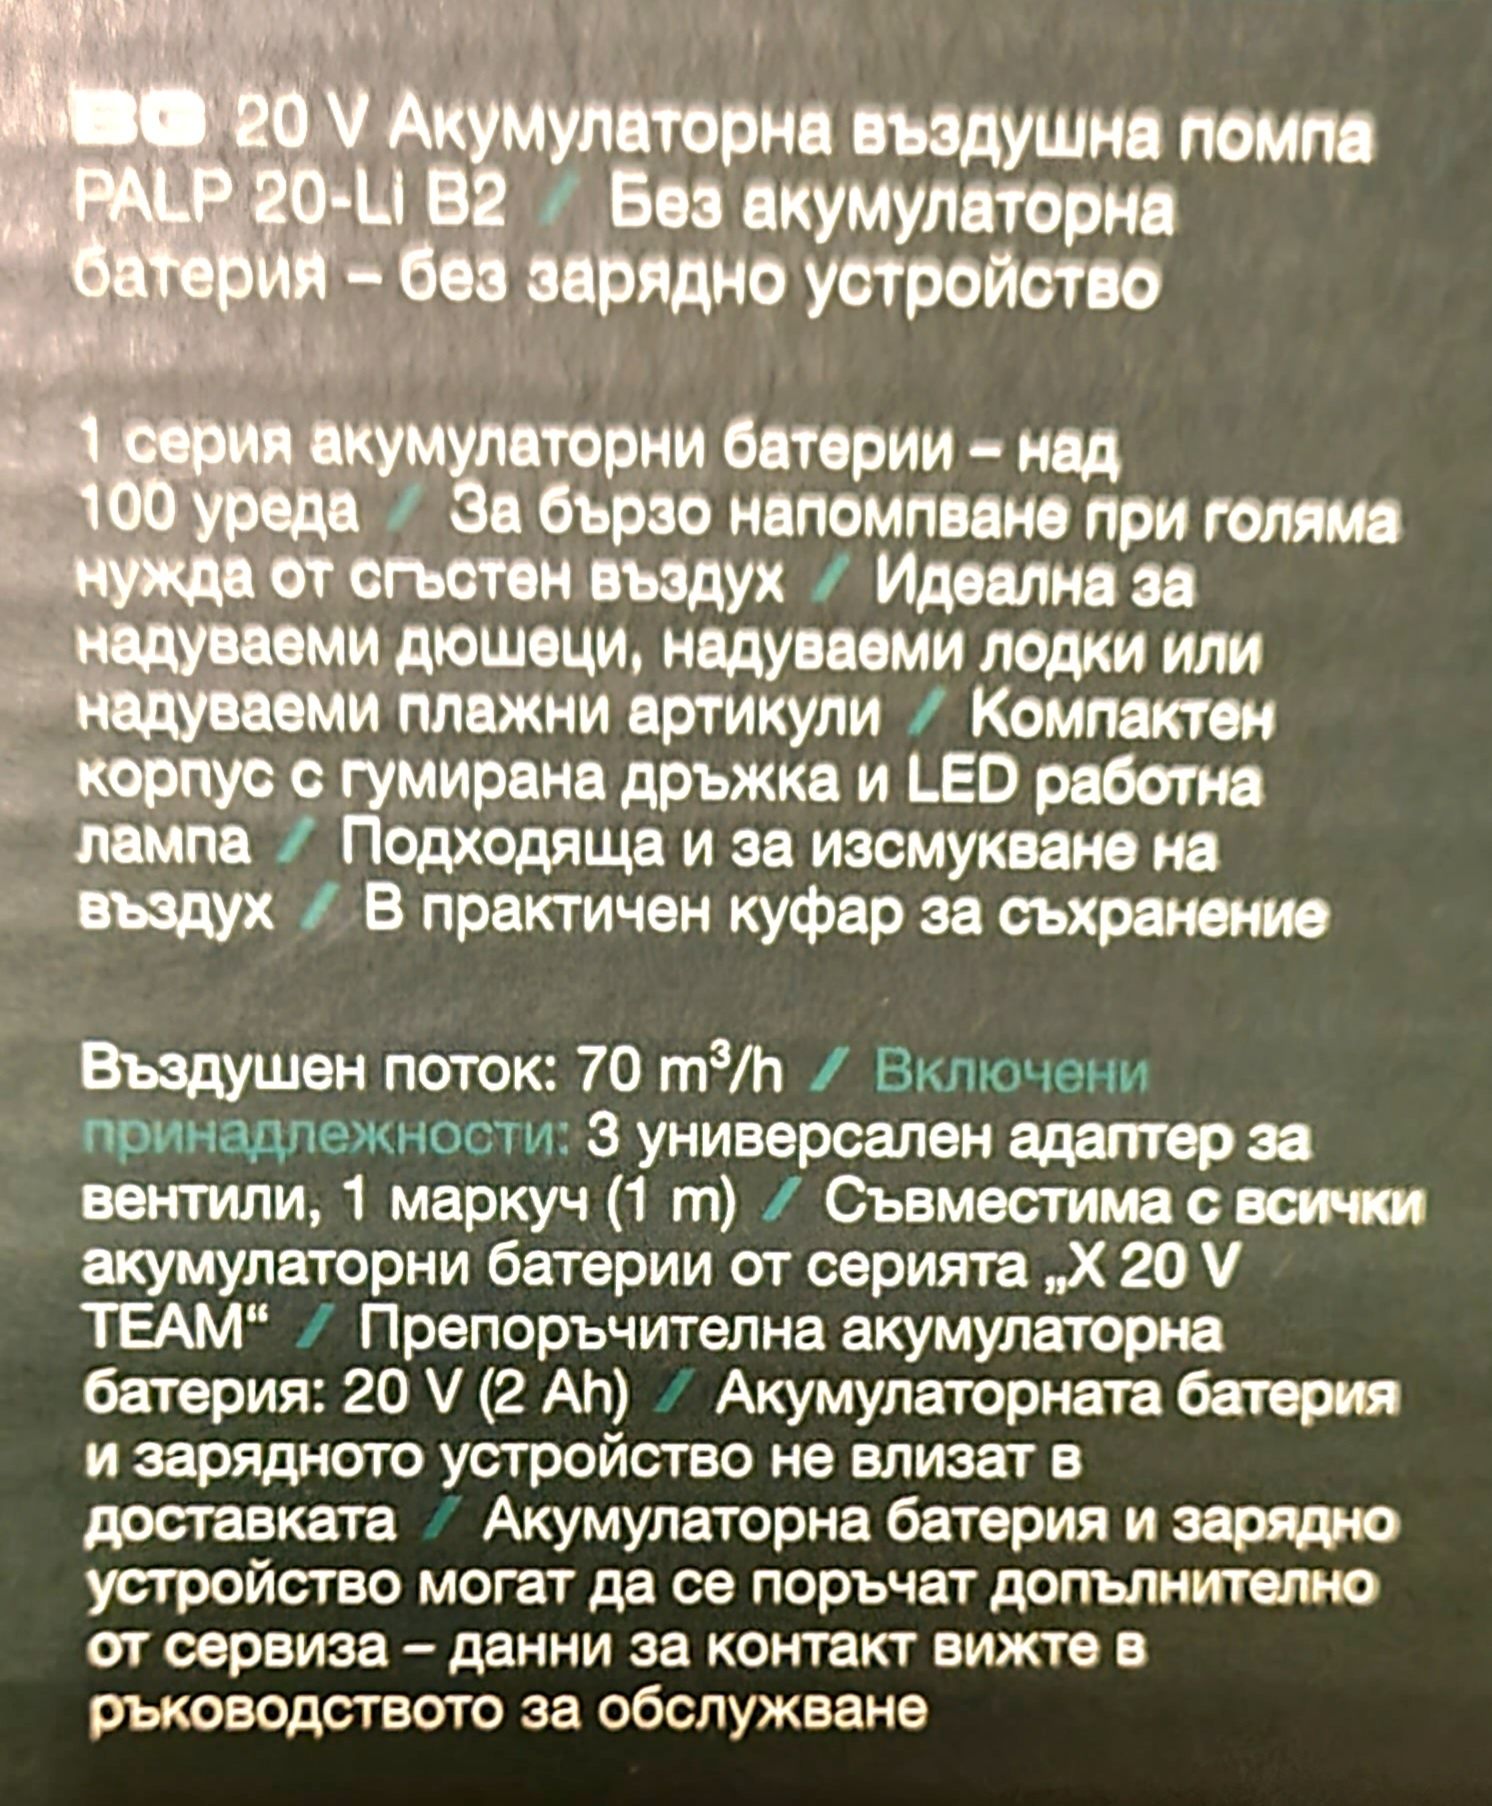 BG 20 V Акумулаторна въздушна помпа
PALP 20-Li B2 / Без акумулаторна
батерия – без зарядно устройство
1 серия акумулаторни батерии – над
100 уреда / За бързо напомпване при голяма
нужда от сгъстен въздух / Идеална за
надуваеми дюшеци, надуваеми лодки или
надуваеми плажни артикули / Компактен
корпус с гумирана дръжка и LED работна
лампа / Подходяща и за изсмукване на
въздух / В практичен куфар за съхранение
Въздушен поток: 70 m³/h / Включени
принадлежности: 3 универсален адаптер за
вентили, 1 маркуч (1 m) / Съвместима с всички
акумулаторни батерии от серията „X 20 V
TEAM“ / Препоръчителна акумулаторна
батерия: 20 V (2 Ah) / Акумулаторната батерия
и зарядното устройство не влизат в
доставката / Акумулаторна батерия и зарядно
устройство могат да се поръчат допълнително
от сервиза – данни за контакт вижте в
ръководството за обслужване